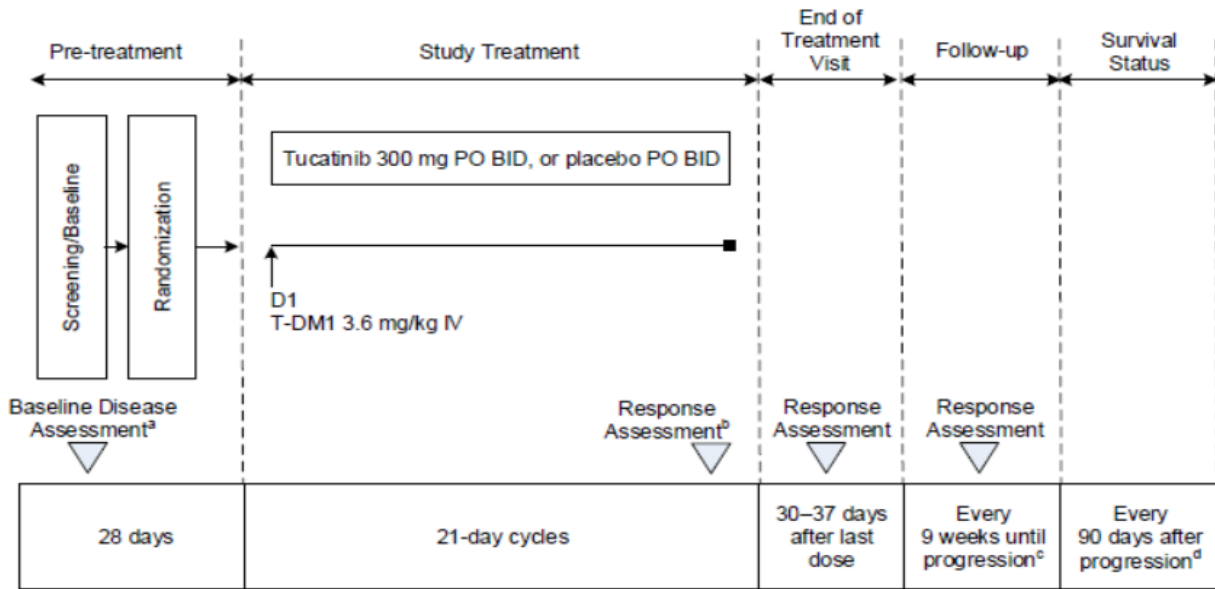 Pre-treatment
Study Treatment
End of
Treatment
Visit
Follow-up
Survival
Status
Screening/Baseline
Randomization
Tucatinib 300 mg PO BID, or placebo PO BID
D1
T-DM1 3.6 mg/kg IV
Baseline Disease
Assessmentᵃ
Response
Assessmentᵇ
Response
Assessment
Response
Assessment
28 days
21-day cycles
30–37 days
after last
dose
Every
9 weeks until
progressionᶜ
Every
90 days after
progressionᵈ